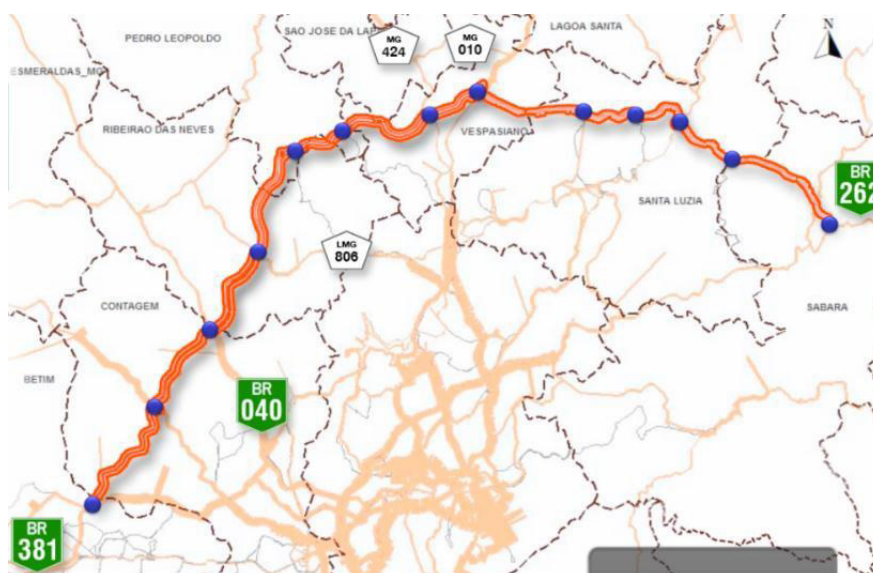 PEDRO LEOPOLDO
SAO JOSE DA LAP
MG
424
MG
010
LAGOA SANTA
N
ESMERALDAS_MG
RIBEIRAO DAS NEVES
VESPASIANO
BR
262
SANTA LUZIA
LMG
806
CONTAGEM
SABARA
BETIM
BR
040
BR
381